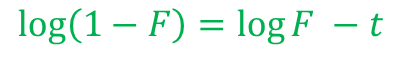 log(1 − F) = log F − t